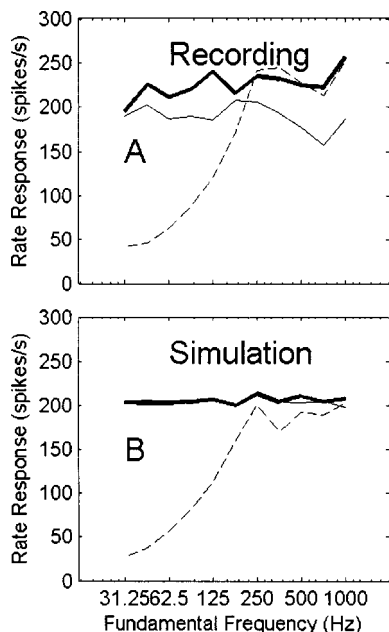 300
250
200
150
100
50
0
Rate Response (spikes/s)
Recording
A
300
250
200
150
100
50
0
Rate Response (spikes/s)
Simulation
B
31.25 62.5 125 250 500 1000
Fundamental Frequency (Hz)